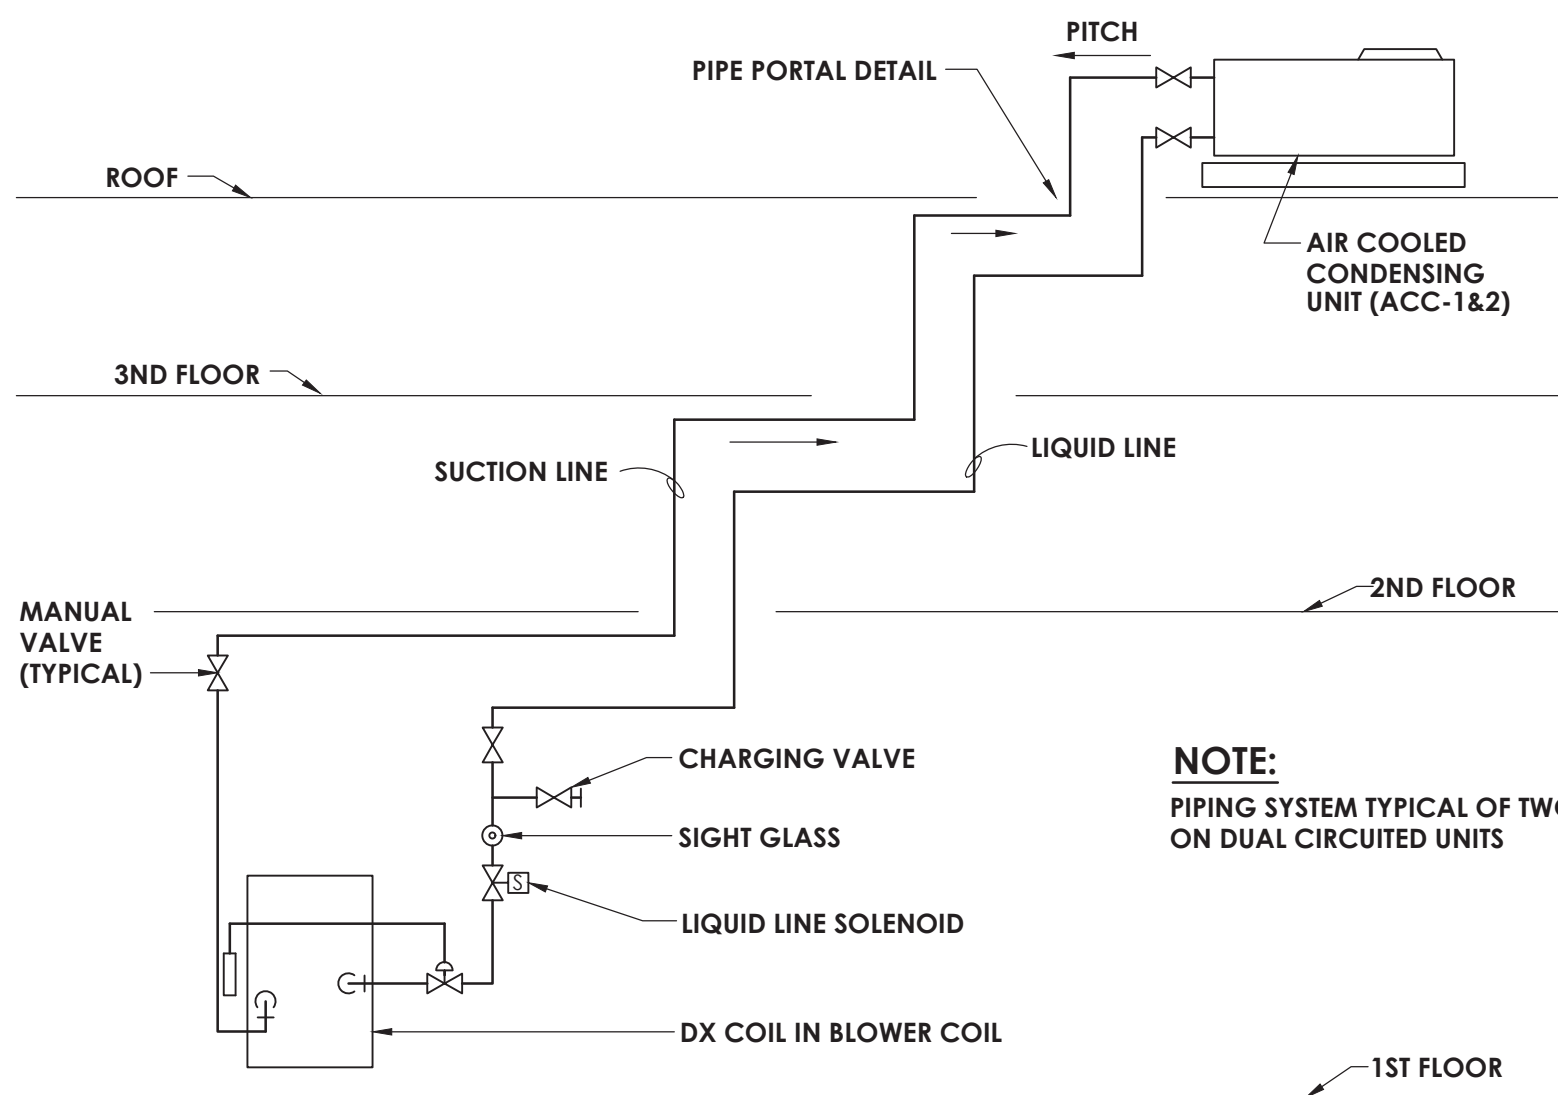 PITCH
PIPE PORTAL DETAIL
ROOF
AIR COOLED
CONDENSING
UNIT (ACC-1&2)
3ND FLOOR
LIQUID LINE
SUCTION LINE
2ND FLOOR
MANUAL
VALVE
(TYPICAL)
CHARGING VALVE
NOTE:
PIPING SYSTEM TYPICAL OF
ON DUAL CIRCUITED UNITS
SIGHT GLASS
S
LIQUID LINE SOLENOID
DX COIL IN BLOWER COIL
1ST FLOOR